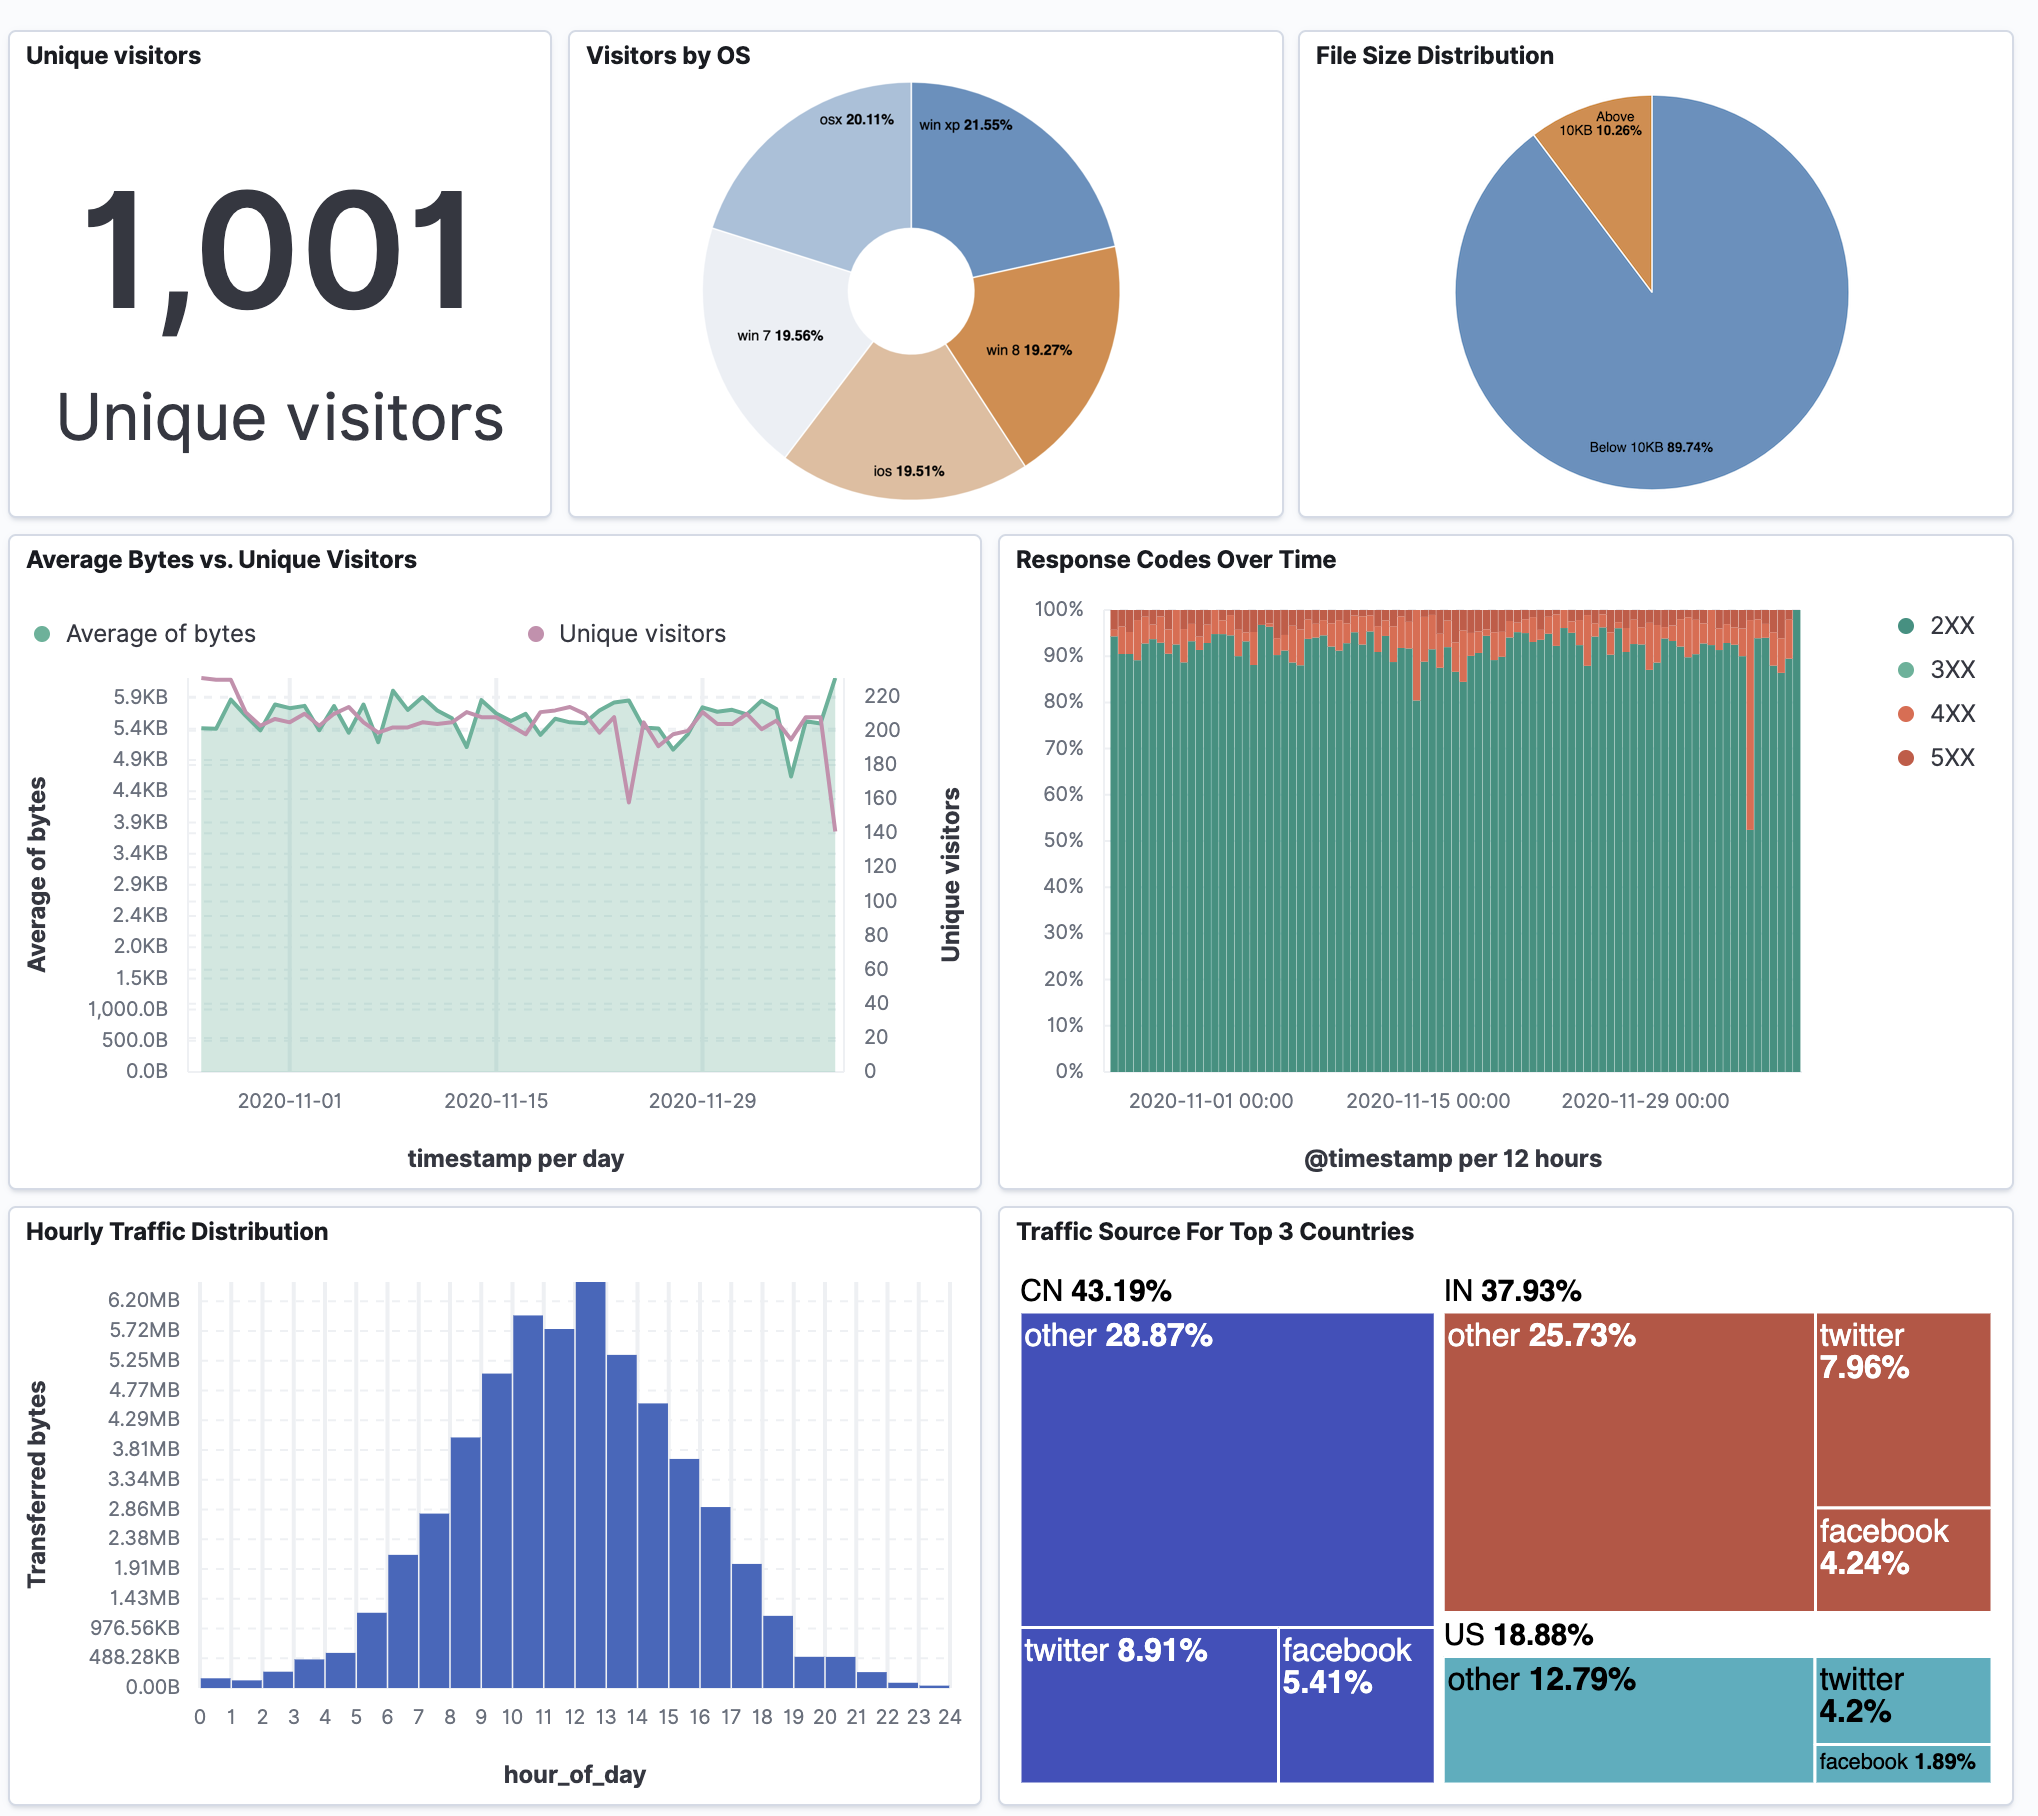 Unique visitors
1,001
Unique visitors
Visitors by OS
osx 20.11%
win xp 21.55%
win 7 19.56%
win 8 19.27%
ios 19.51%
File Size Distribution
Above
10KB 10.26%
Below 10KB 89.74%
Average Bytes vs. Unique Visitors
Average of bytes
Unique visitors
Average of bytes
5.9KB
5.4KB
4.9KB
4.4KB
3.9KB
3.4KB
2.9KB
2.4KB
2.0KB
1.5KB
1,000.0B
500.0B
0.0B
220
200
180
160
140
120
100
80
60
40
20
0
Unique visitors
2020-11-01
2020-11-15
2020-11-29
timestamp per day
Response Codes Over Time
100%
90%
80%
70%
60%
50%
40%
30%
20%
10%
0%
2XX
3XX
4XX
5XX
2020-11-01 00:00
2020-11-15 00:00
2020-11-29 00:00
@timestamp per 12 hours
Hourly Traffic Distribution
Transferred bytes
6.20MB
5.72MB
5.25MB
4.77MB
4.29MB
3.81MB
3.34MB
2.86MB
2.38MB
1.91MB
1.43MB
976.56KB
488.28KB
0.00B
0 1 2 3 4 5 6 7 8 9 10 11 12 13 14 15 16 17 18 19 20 21 22 23 24
hour_of_day
Traffic Source For Top 3 Countries
CN 43.19%
other 28.87%
twitter 8.91%
facebook
5.41%
IN 37.93%
other 25.73%
twitter
7.96%
facebook
4.24%
US 18.88%
other 12.79%
twitter
4.2%
facebook 1.89%